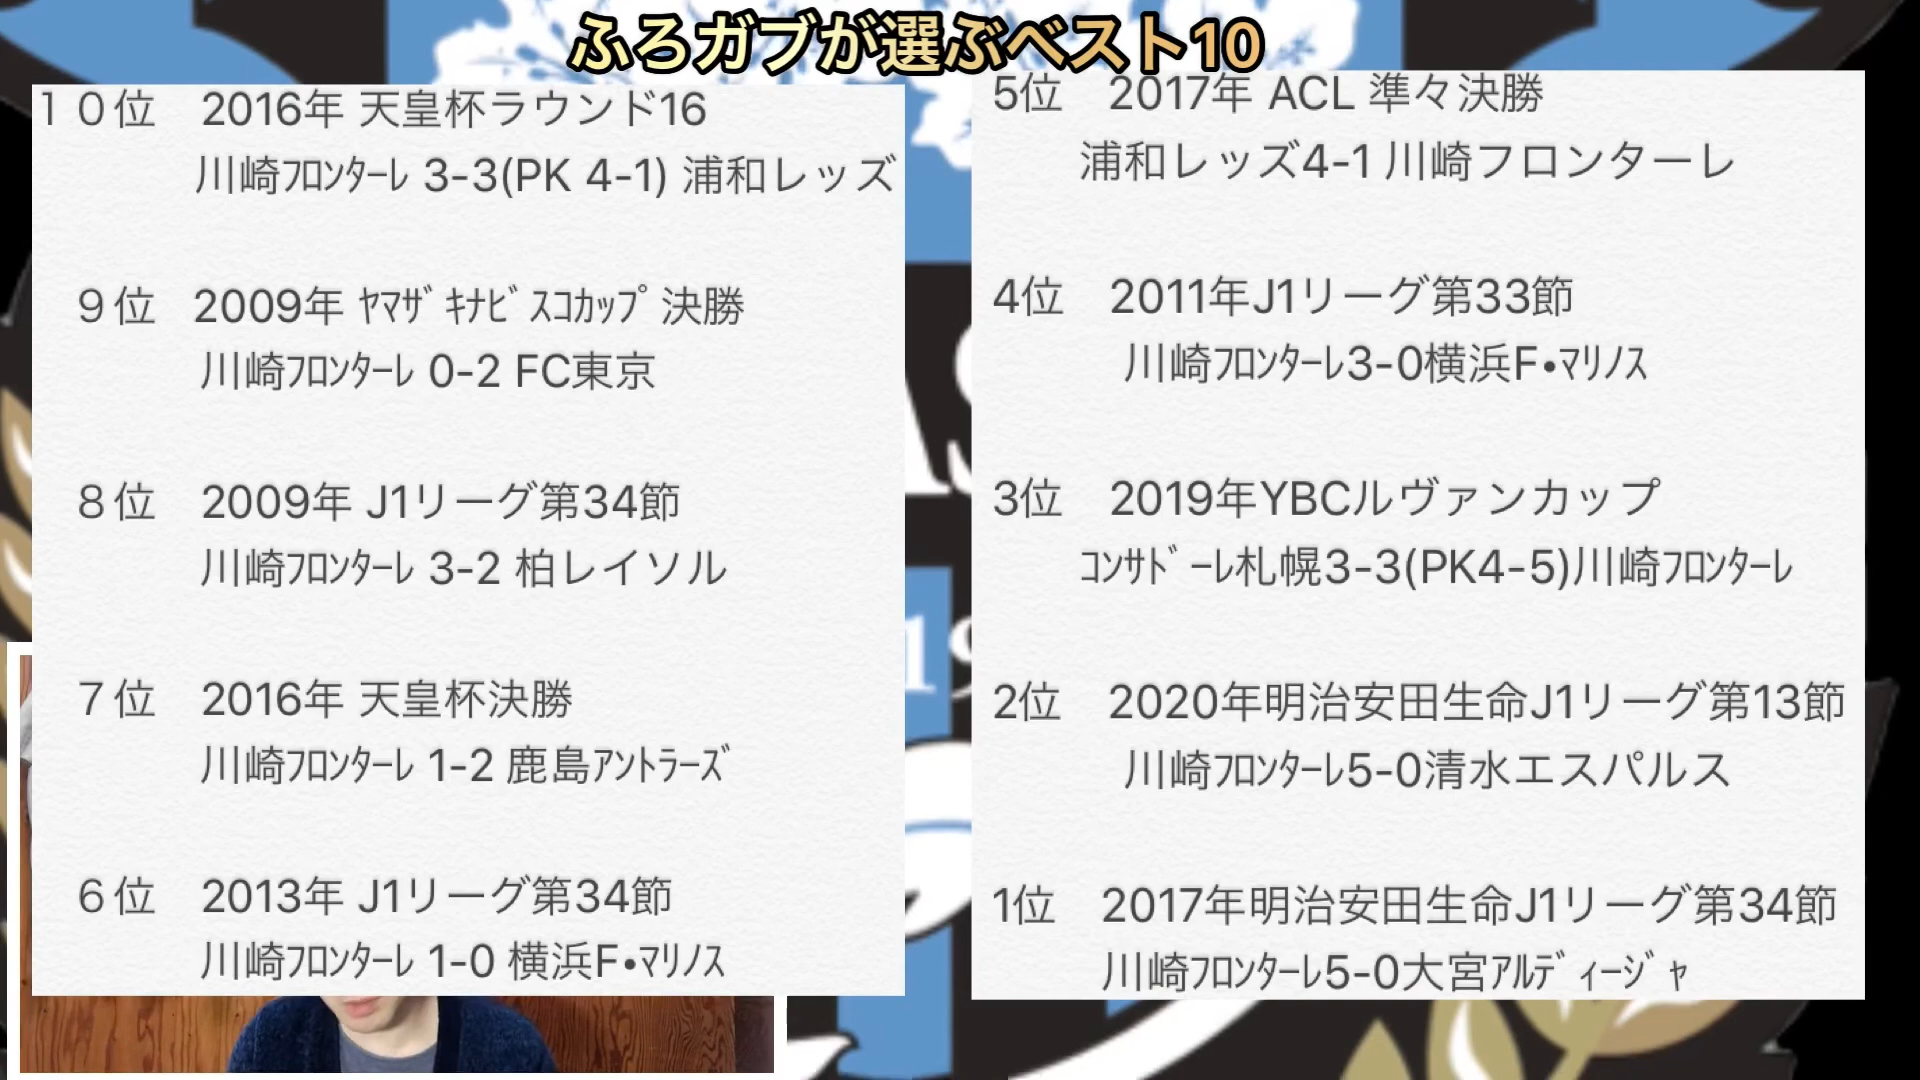 ふろガブが選ぶベスト10
１０位　2016年 天皇杯ラウンド16
川崎ﾌﾛﾝﾀｰﾚ 3-3(PK 4-1) 浦和レッズ
９位　2009年 ﾔﾏｻﾞｷﾅﾋﾞｽｺｶｯﾌﾟ決勝
川崎ﾌﾛﾝﾀｰﾚ 0-2 FC東京
８位　2009年 J1リーグ第34節
川崎ﾌﾛﾝﾀｰﾚ 3-2 柏レイソル
７位　2016年 天皇杯決勝
川崎ﾌﾛﾝﾀｰﾚ 1-2 鹿島ｱﾝﾄﾗｰｽﾞ
６位　2013年 J1リーグ第34節
川崎ﾌﾛﾝﾀｰﾚ 1-0 横浜F•ﾏﾘﾉｽ
5位　2017年 ACL 準々決勝
浦和レッズ4-1 川崎フロンターレ
4位　2011年J1リーグ第33節
川崎ﾌﾛﾝﾀｰﾚ3-0横浜F•ﾏﾘﾉｽ
3位　2019年YBCルヴァンカップ
ｺﾝｻﾄﾞｰﾚ札幌3-3(PK4-5)川崎ﾌﾛﾝﾀｰﾚ
2位　2020年明治安田生命J1リーグ第13節
川崎ﾌﾛﾝﾀｰﾚ5-0清水エスパルス
1位　2017年明治安田生命J1リーグ第34節
川崎ﾌﾛﾝﾀｰﾚ5-0大宮ｱﾙﾃﾞｨｰｼﾞｬ